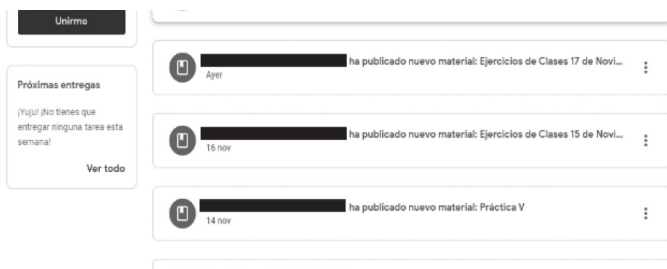 Unirme
Próximas entregas
¡Yuju! ¡No tienes que
entregar ninguna tarea esta
semana!
Ver todo
ha publicado nuevo material: Ejercicios de Clases 17 de Novi...
Ayer
ha publicado nuevo material: Ejercicios de Clases 15 de Novi...
16 nov
ha publicado nuevo material: Práctica V
14 nov